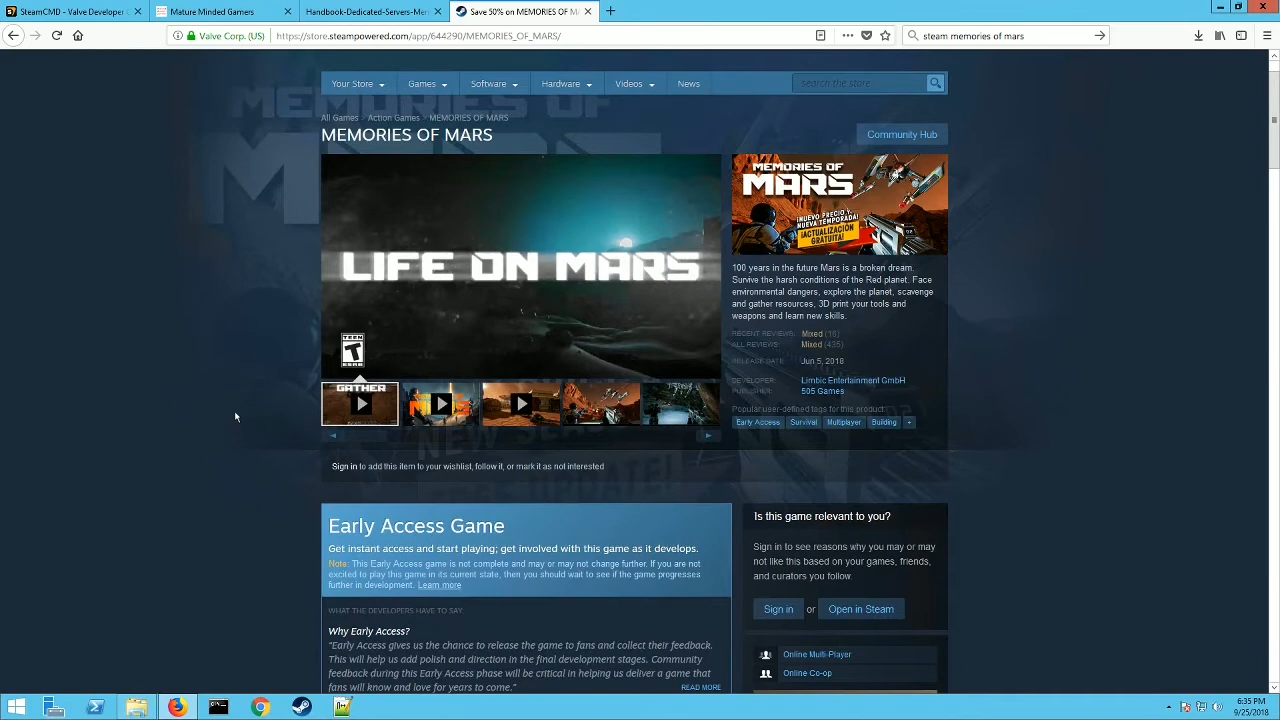 SteamCMD - Valve Developer
Mature Minded Gamers
Handbook-Dedicated-Servers-Mem
Save 50% on MEMORIES OF M
Valve Corp. (US)
https://store.steampowered.com/app/644290/MEMORIES_OF_MARS/
steam memories of mars
Your Store
Games
Software
Hardware
Videos
News
search the store
All Games > Action Games > MEMORIES OF MARS
MEMORIES OF MARS
Community Hub
LIFE ON MARS
TEEN
T
ESRB
MEMORIES OF
MARS
¡NUEVO PRECIO Y
NUEVA TEMPORADA!
¡ACTUALIZACIÓN
GRATUITA!
100 years in the future Mars is a broken dream.
Survive the harsh conditions of the Red planet. Face
environmental dangers, explore the planet, scavenge
and gather resources, 3D print your tools and
weapons and learn new skills.
RECENT REVIEWS: Mixed (16)
ALL REVIEWS: Mixed (435)
RELEASE DATE: Jun 5, 2018
DEVELOPER: Limbic Entertainment GmbH
PUBLISHER: 505 Games
Popular user-defined tags for this product:
Early Access
Survival
Multiplayer
Building
+
GATHER
Sign in to add this item to your wishlist, follow it, or mark it as not interested
Early Access Game
Get instant access and start playing; get involved with this game as it develops.
Note: This Early Access game is not complete and may or may not change further. If you are not
excited to play this game in its current state, then you should wait to see if the game progresses
further in development. Learn more
WHAT THE DEVELOPERS HAVE TO SAY:
Why Early Access?
"Early Access gives us the chance to release the game to fans and collect their feedback.
This will help us add polish and direction in the final development stages. Community
feedback during this Early Access phase will be critical in helping us deliver a game that
fans will know and love for years to come."
READ MORE
Is this game relevant to you?
Sign in to see reasons why you may or may
not like this based on your games, friends,
and curators you follow.
Sign in or Open in Steam
Online Multi-Player
Online Co-op
6:35 PM
9/25/2018